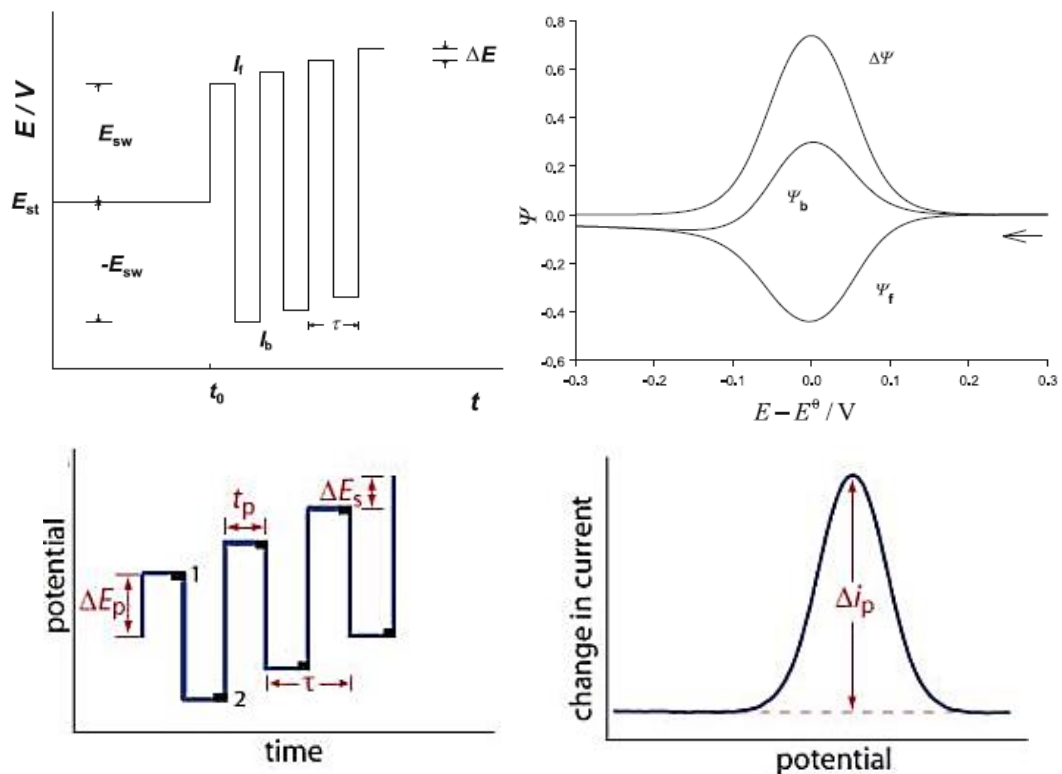 E / V
E_sw
E_st
-E_sw
I_f
I_b
τ
ΔE
t_0
t
Ψ
0.8
0.6
0.4
0.2
0.0
-0.2
-0.4
-0.6
ΔΨ
Ψ_b
Ψ_f
-0.3 -0.2 -0.1 0.0 0.1 0.2 0.3
E − E^θ / V
potential
ΔE_p
1
t_p
2
τ
ΔE_s
time
change in current
Δi_p
potential